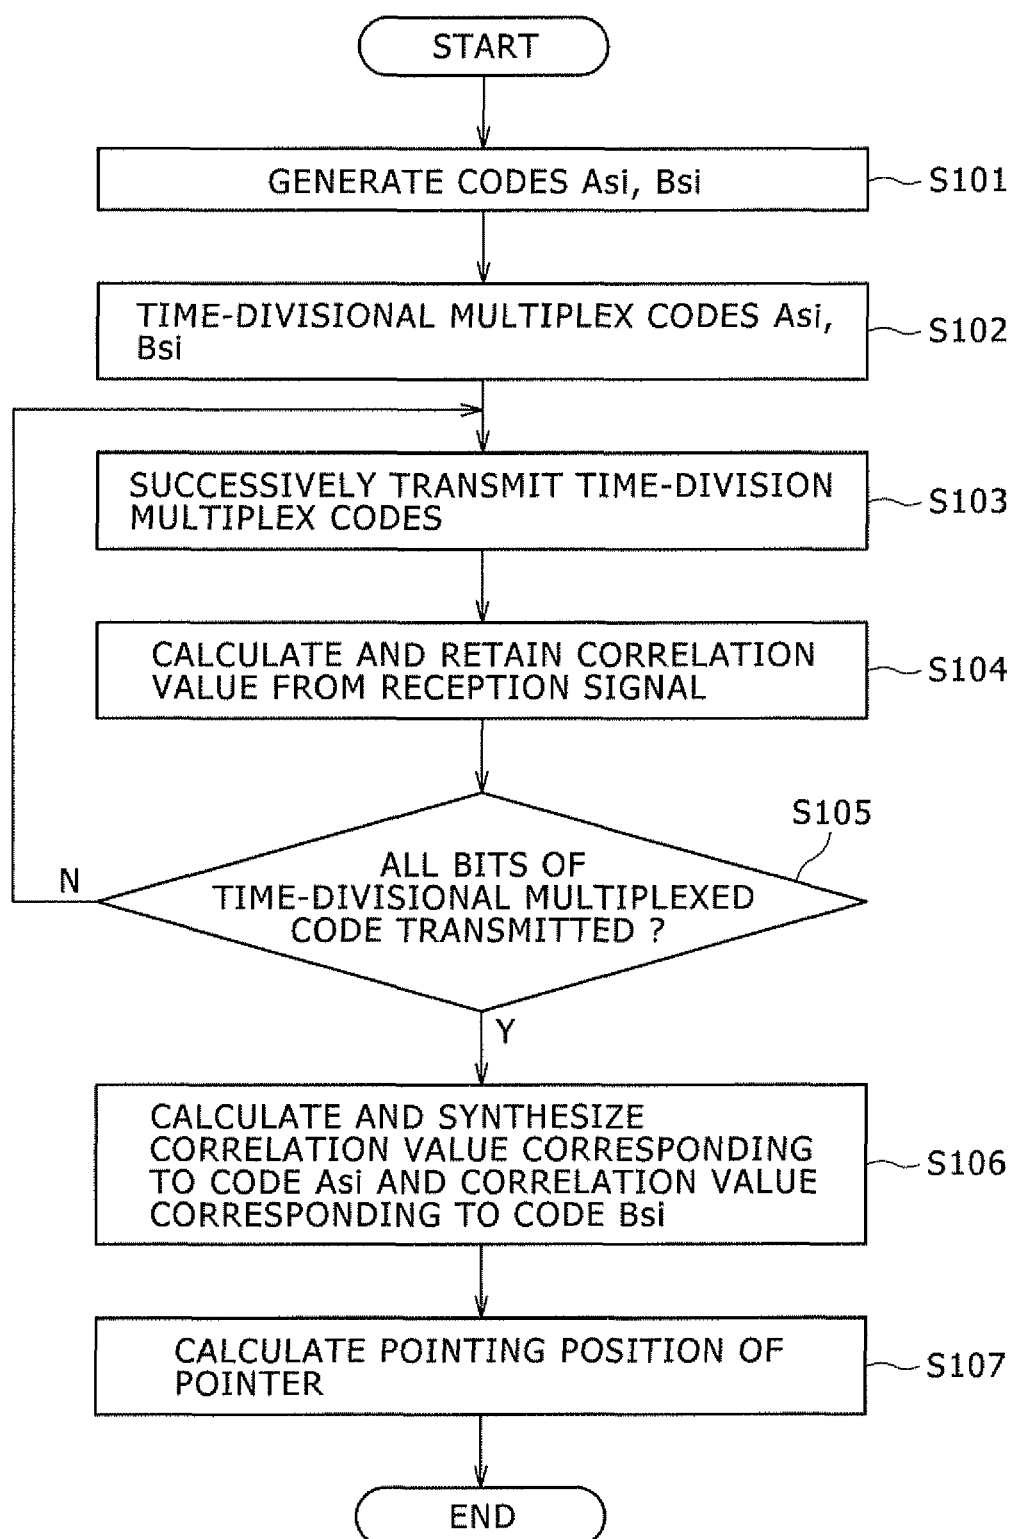 START
GENERATE CODES Asi, Bsi
S101
TIME-DIVISIONAL MULTIPLEX CODES Asi,
Bsi
S102
SUCCESSIVELY TRANSMIT TIME-DIVISION
MULTIPLEX CODES
S103
CALCULATE AND RETAIN CORRELATION
VALUE FROM RECEPTION SIGNAL
S104
S105
ALL BITS OF
TIME-DIVISIONAL MULTIPLEXED
CODE TRANSMITTED ?
N
Y
CALCULATE AND SYNTHESIZE
CORRELATION VALUE CORRESPONDING
TO CODE Asi AND CORRELATION VALUE
CORRESPONDING TO CODE Bsi
S106
CALCULATE POINTING POSITION OF
POINTER
S107
END